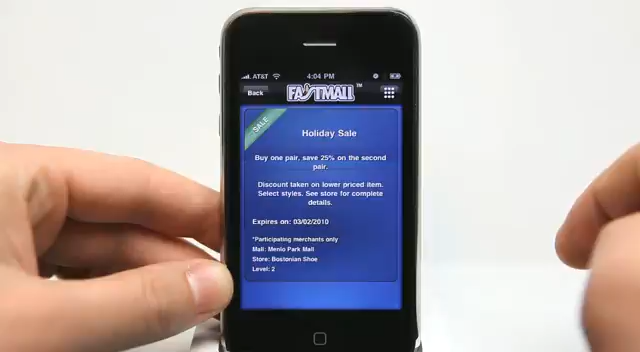 AT&T 4:04 PM
Back FASTMALL™
SALE
Holiday Sale
Buy one pair, save 25% on the second
pair.
Discount taken on lower priced item.
Select styles. See store for complete
details.
Expires on: 03/02/2010
*Participating merchants only
Mall: Menlo Park Mall
Store: Bostonian Shoe
Level: 2